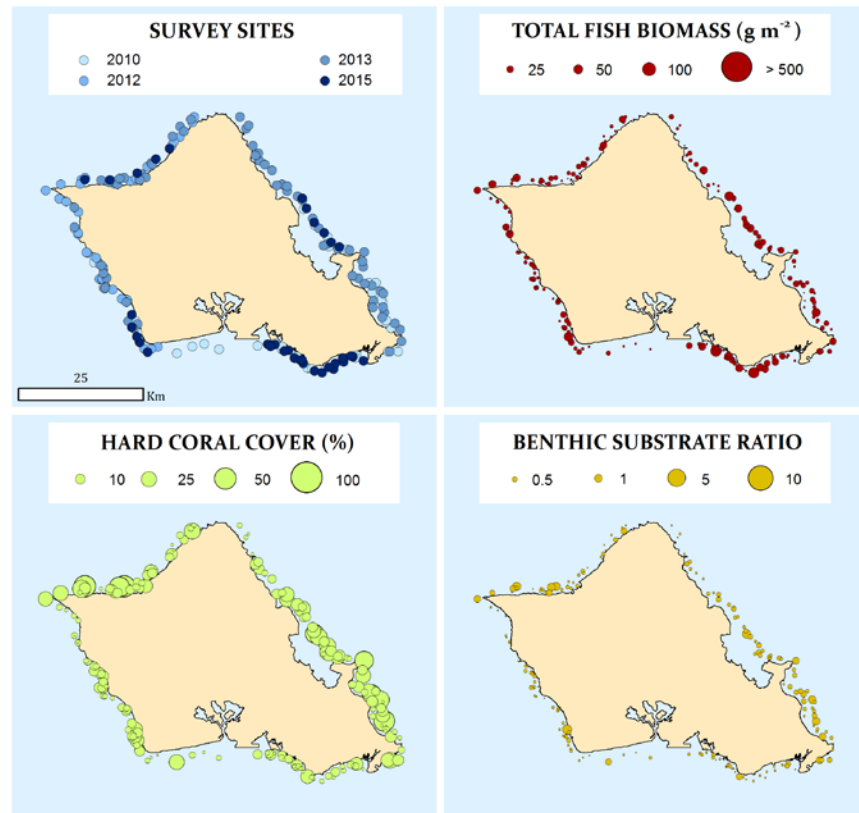 SURVEY SITES
2010 2013
2012 2015
25
Km
TOTAL FISH BIOMASS (g m⁻²)
25 50 100 > 500
HARD CORAL COVER (%)
10 25 50 100
BENTHIC SUBSTRATE RATIO
0.5 1 5 10